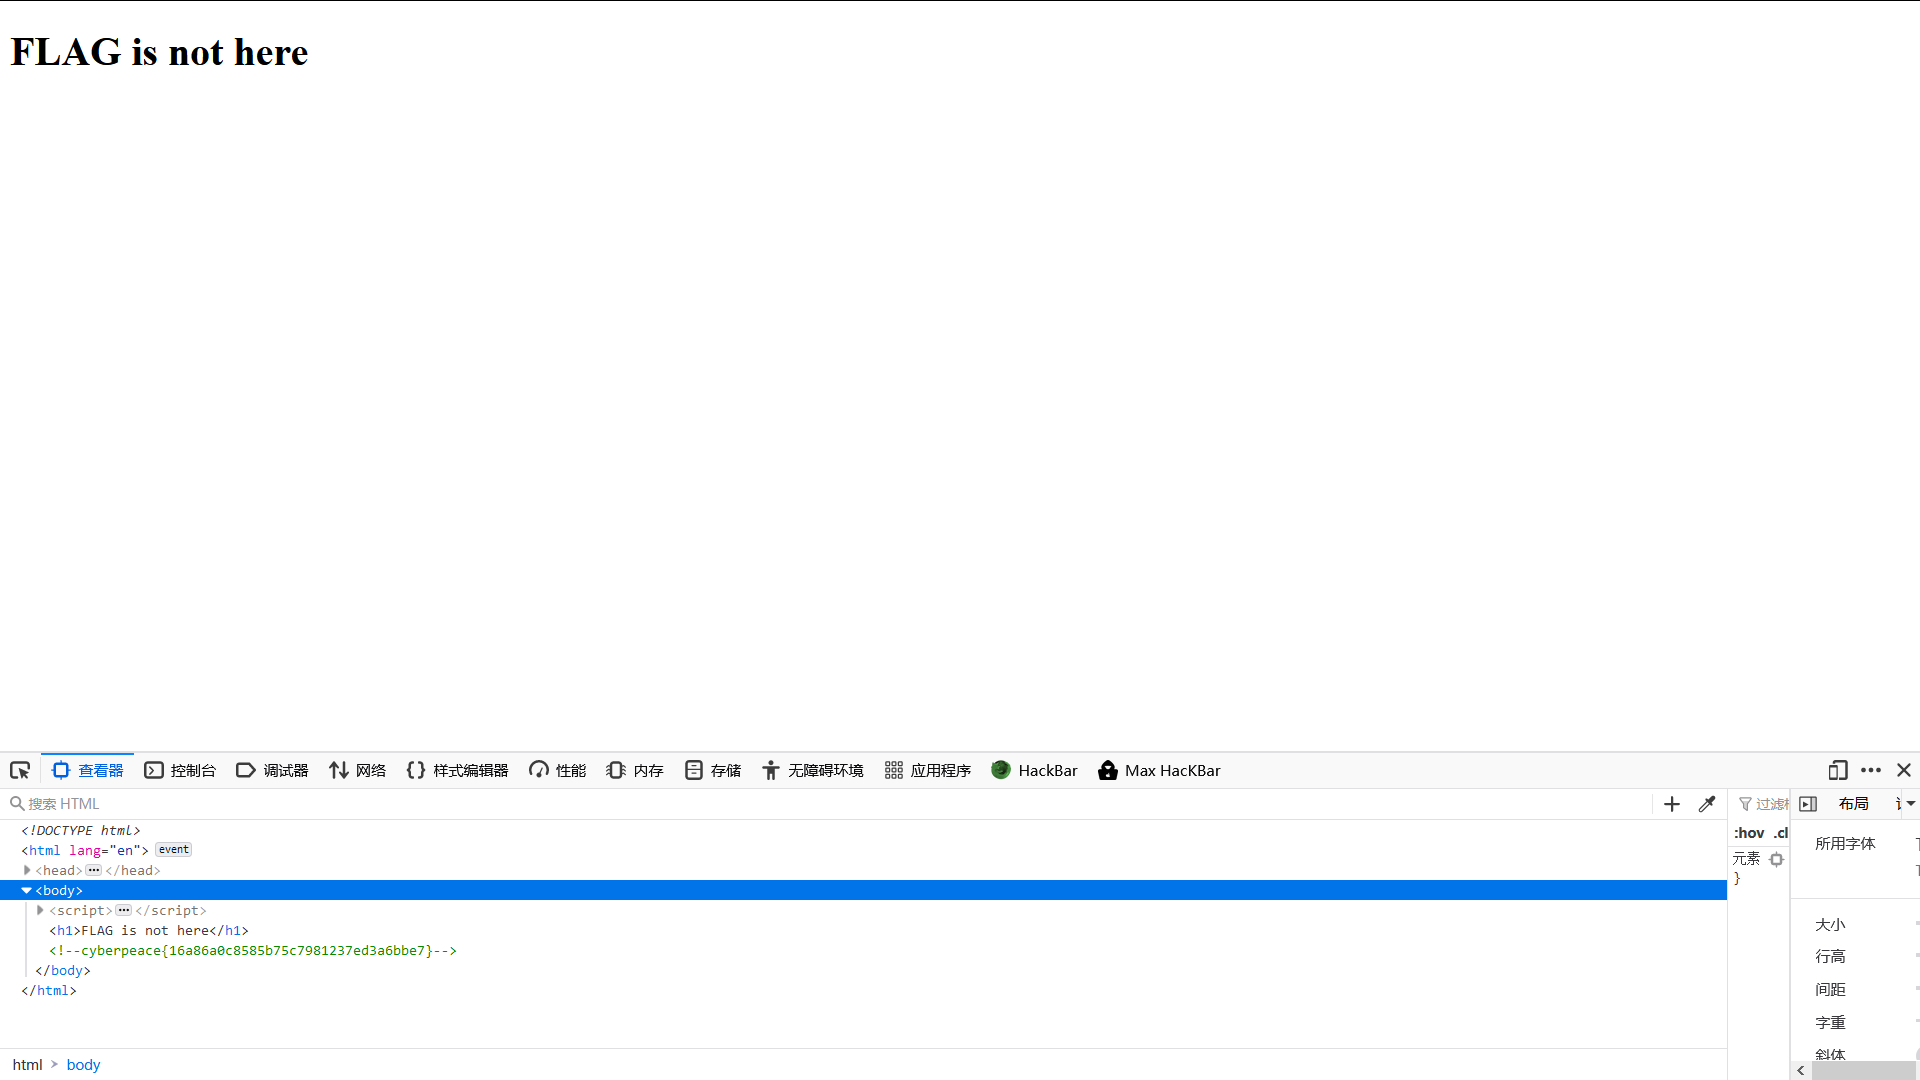 FLAG is not here
查看器 控制台 调试器 网络 样式编辑器 性能 内存 存储 无障碍环境 应用程序 HackBar Max HacKBar
搜索 HTML
<!DOCTYPE html>
<html lang="en"> event
<head> ••• </head>
<body>
<script> ••• </script>
<h1>FLAG is not here</h1>
<!--cyberpeace{16a86a0c8585b75c7981237ed3a6bbe7}-->
</body>
</html>
html > body
过滤
:hov .cl
元素
}
布局
所用字体
大小
行高
间距
字重
斜体